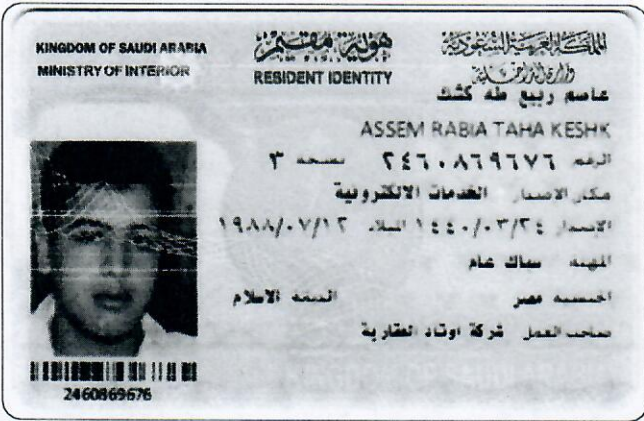 KINGDOM OF SAUDI ARABIA
MINISTRY OF INTERIOR
هوية مقيم
RESIDENT IDENTITY
المملكة العربية السعودية
وزارة الداخلية
عاصم ربيع طه كشك
ASSEM RABIA TAHA KESHK
الرقم ٢٤٦٠٨٦٩٦٧٦ نسخة ٣
مكان الاصدار الخدمات الالكترونية
الإصدار ١٤٤٠/٠٣/٢٤ الميلاد ١٩٨٨/٠٧/١٢
المهنة سباك عام
الجنسية مصر الديانة الاسلام
صاحب العمل شركة اوتاد العقارية
2460869676